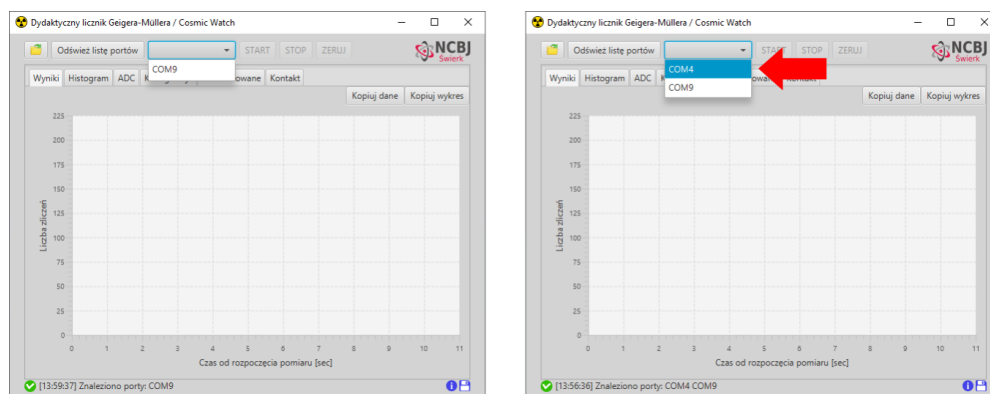 Dydaktyczny licznik Geigera-Müllera / Cosmic Watch
Odśwież listę portów START STOP ZERUJ NCBJ
Świerk
COM9
Wyniki Histogram ADC Kontakt
Kopiuj dane Kopiuj wykres
225
200
175
150
125
100
75
50
25
0
Liczba zliczeń
0 1 2 3 4 5 6 7 8 9 10 11
Czas od rozpoczęcia pomiaru [sec]
[13:59:37] Znaleziono porty: COM9
Dydaktyczny licznik Geigera-Müllera / Cosmic Watch
Odśwież listę portów START STOP ZERUJ NCBJ
Świerk
COM4
COM9
Wyniki Histogram ADC
Kopiuj dane Kopiuj wykres
225
200
175
150
125
100
75
50
25
0
Liczba zliczeń
0 1 2 3 4 5 6 7 8 9 10 11
Czas od rozpoczęcia pomiaru [sec]
[13:56:36] Znaleziono porty: COM4 COM9